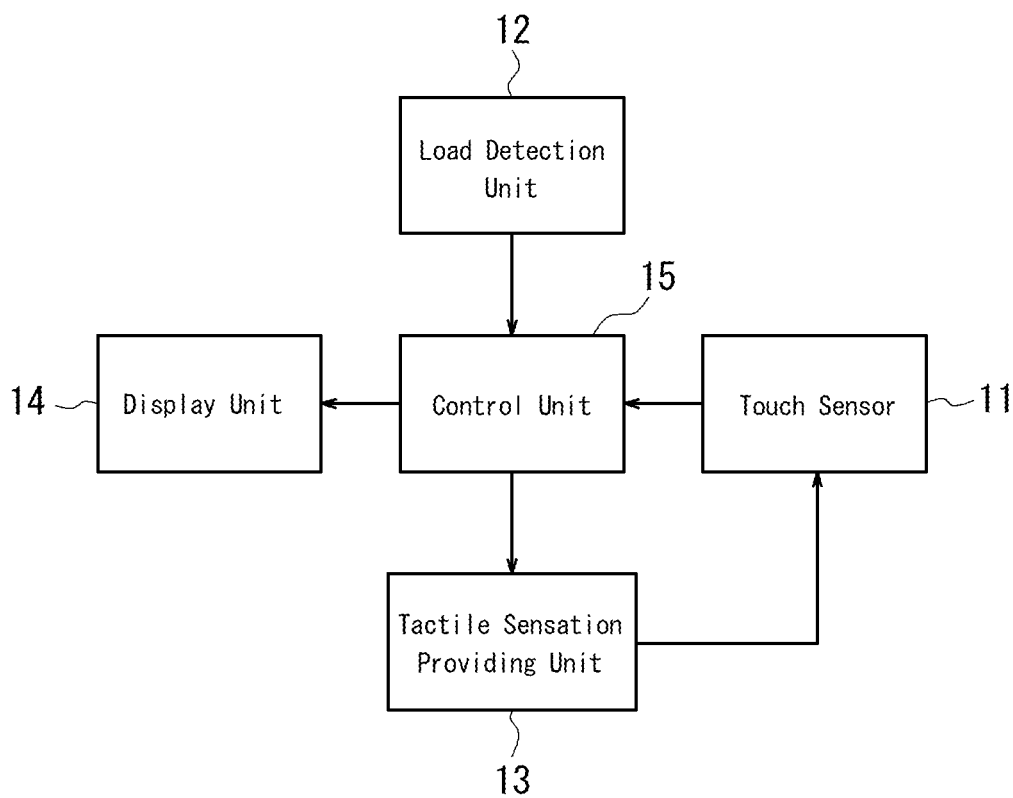 12
Load Detection
Unit
15
14
Display Unit
Control Unit
Touch Sensor
11
Tactile Sensation
Providing Unit
13